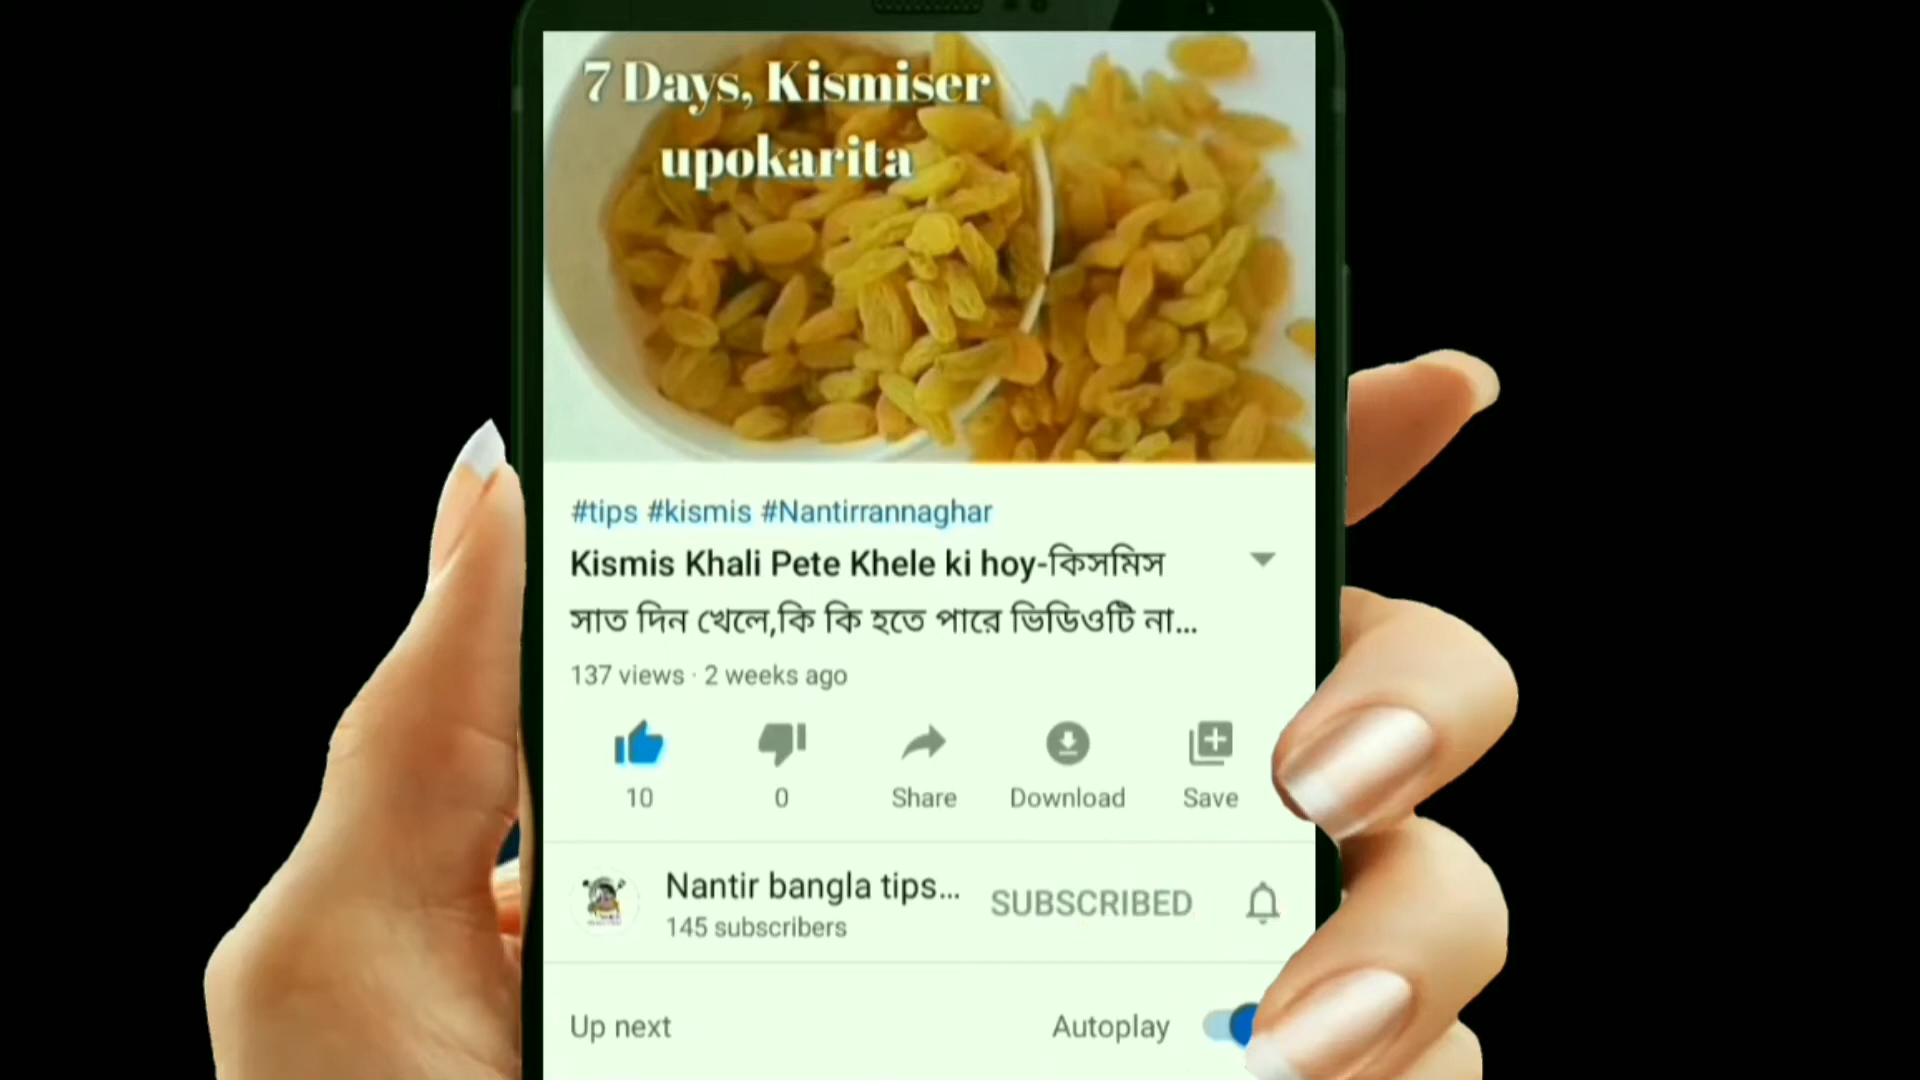 7 Days, Kismiser
upokarita
#tips #kismis #Nantirrannaghar
Kismis Khali Pete Khele ki hoy-কিসমিস
সাত দিন খেলে,কি কি হতে পারে ভিডিওটি না...
137 views · 2 weeks ago
10 0 Share Download Save
Nantir bangla tips... SUBSCRIBED
145 subscribers
Up next Autoplay